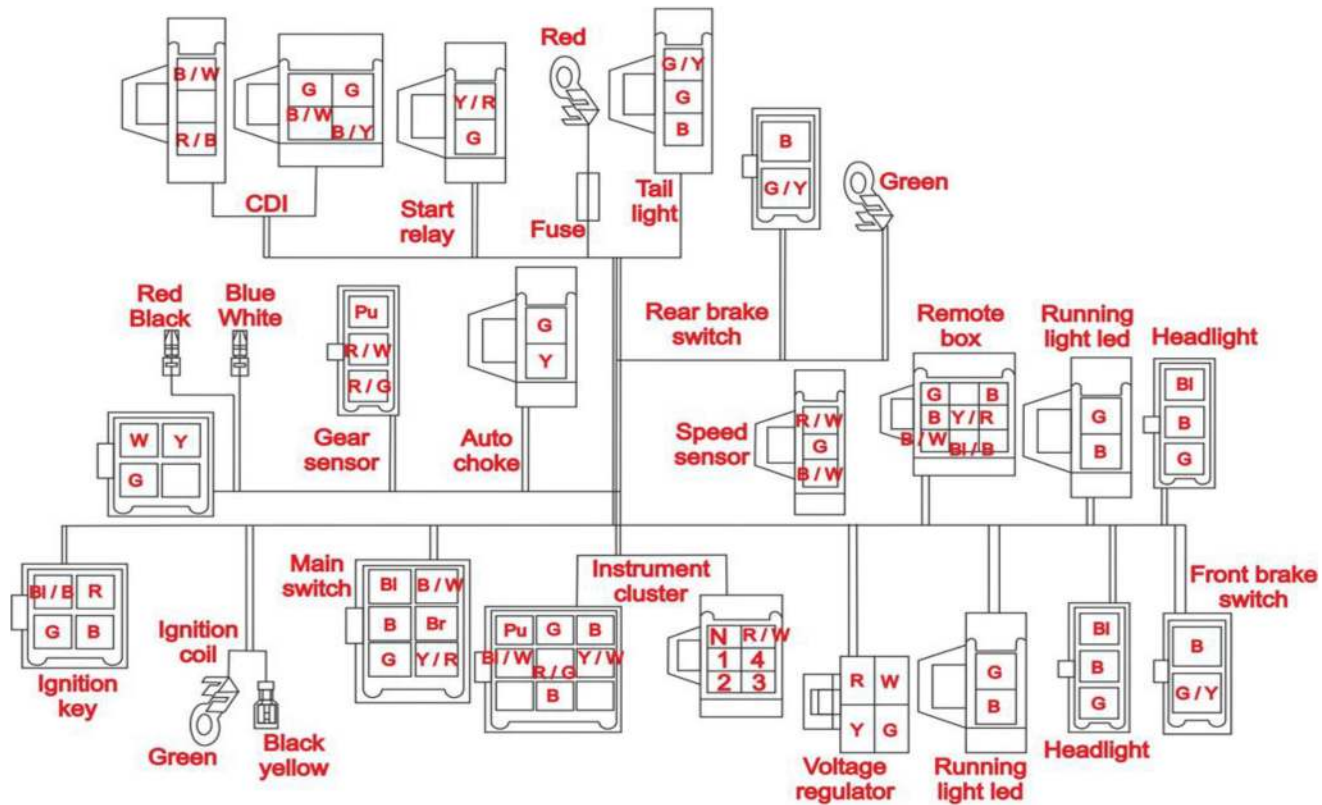 B / W
R / B
G G
B / W
B / Y
CDI
Y / R
G
Start
relay
Red
Fuse
G / Y
G
B
Tail
light
B
G / Y
Rear brake
switch
Green
Red
Black
Blue
White
W Y
G
Pu
R / W
R / G
Gear
sensor
G
Y
Auto
choke
R / W
G
B / W
Speed
sensor
Remote
box
G B
B Y / R
B / W
Bl / B
Running
light led
G
B
Headlight
Bl
B
G
Bl / B R
G B
Ignition
key
Ignition
coil
Green
Black
yellow
Main
switch
Bl B / W
B Br
G Y / R
Instrument
cluster
Pu G B
Bl / W Y / W
R / G
B
N R / W
1 4
2 3
R W
Y G
Voltage
regulator
G
B
Running
light led
Bl
B
G
Headlight
Front brake
switch
B
G / Y